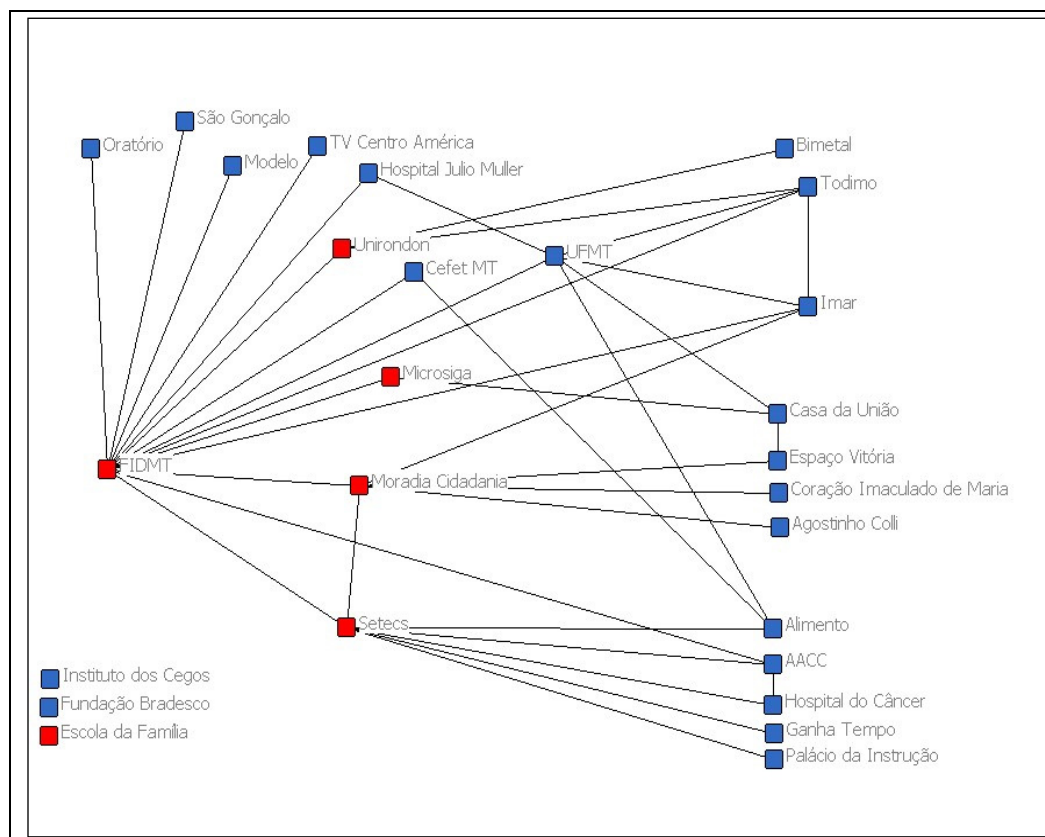 São Gonçalo
Oratório
TV Centro América
Modelo
Hospital Julio Muller
Bimetal
Todimo
Unirondon
UFMT
Cefet MT
Imar
Microsiga
Casa da União
FIDMT
Espaço Vitória
Moradia Cidadania
Coração Imaculado de Maria
Agostinho Colli
Setecs
Alimento
AACC
Instituto dos Cegos
Hospital do Câncer
Fundação Bradesco
Ganha Tempo
Escola da Família
Palácio da Instrução